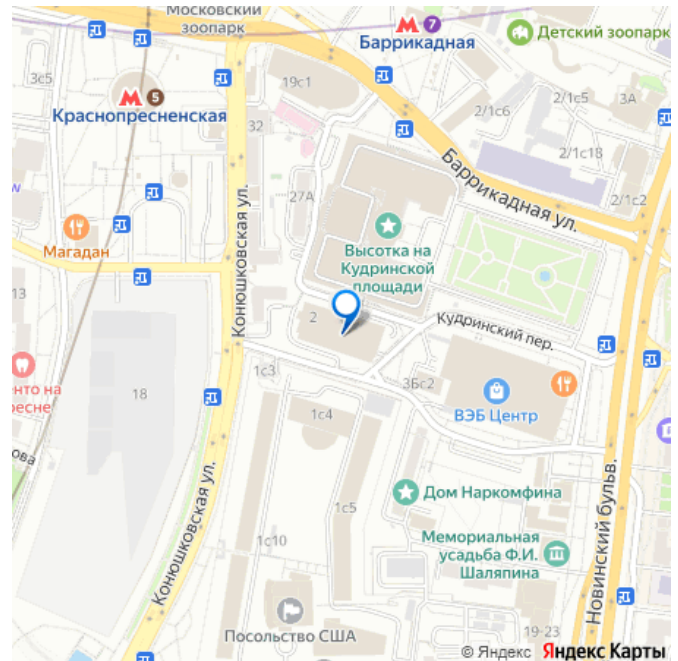 Московский
зоопарк
7
Баррикадная
Детский зоопарк
3с5
19с1
2/1с6
2/1с5
3А
5
Краснопресненская
32
2/1с18
27А
Баррикадная ул.
2/1с2
Магадан
Конюшковская ул.
Высотка на
Кудринской
площади
13
2
Кудринский пер.
1с3
3Бс2
18
ВЭБ Центр
1с4
Дом Наркомфина
1с5
Конюшковская ул.
Новинский бульв.
1с10
Мемориальная
усадьба Ф.И.
Шаляпина
Посольство США
19-23
© Яндекс Яндекс Карты